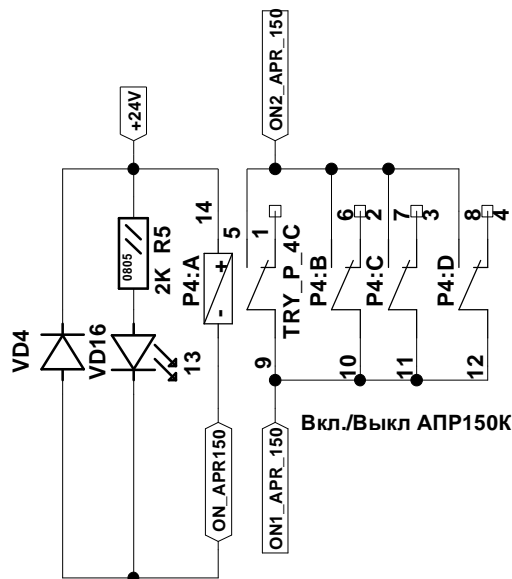 ON2_APR_150
+24V
14
5
1
6
2
7
3
8
4
0805
2K R5
P4:A
+
-
TRY_P_4C
P4:B
P4:C
P4:D
VD4
VD16
13
9
10
11
12
ON_APR150
ON1_APR_150
Вкл./Выкл АПР150К